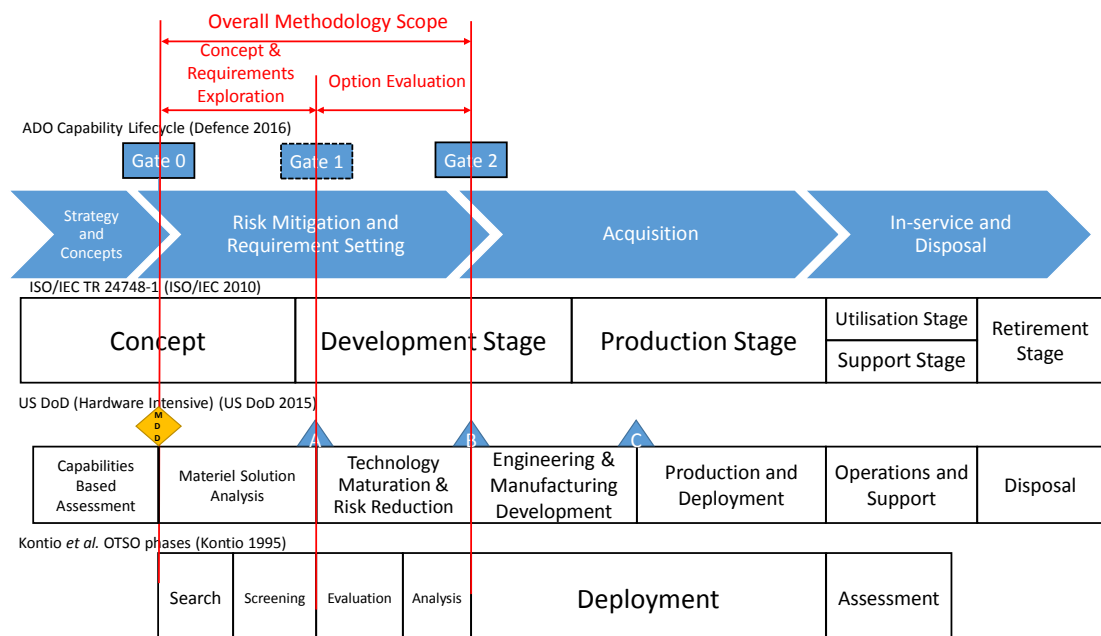 Overall Methodology Scope
Concept &
Requirements
Exploration
Option Evaluation
ADO Capability Lifecycle (Defence 2016)
Gate 0
Gate 1
Gate 2
Strategy
and
Concepts
Risk Mitigation and
Requirement Setting
Acquisition
In-service and
Disposal
ISO/IEC TR 24748-1 (ISO/IEC 2010)
Concept
Development Stage
Production Stage
Utilisation Stage
Support Stage
Retirement
Stage
US DoD (Hardware Intensive) (US DoD 2015)
M
D
D
A
B
C
Capabilities
Based
Assessment
Materiel Solution
Analysis
Technology
Maturation &
Risk Reduction
Engineering &
Manufacturing
Development
Production and
Deployment
Operations and
Support
Disposal
Kontio et al. OTSO phases (Kontio 1995)
Search
Screening
Evaluation
Analysis
Deployment
Assessment